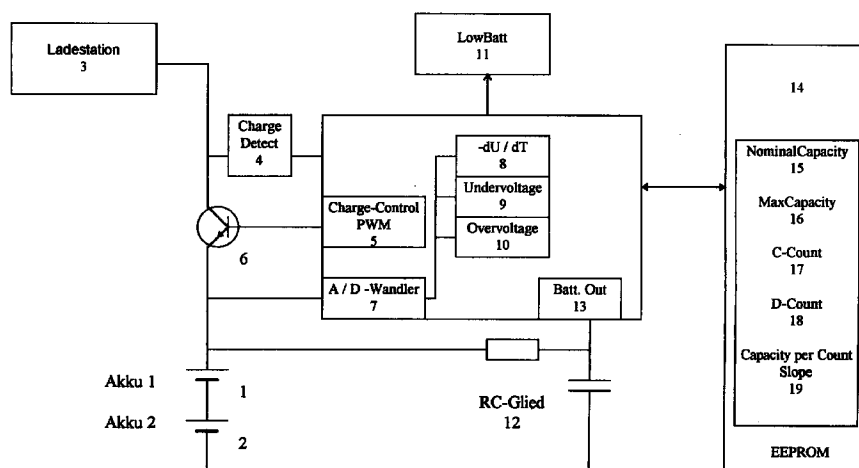 Ladestation
3
LowBatt
11
14
Charge
Detect
4
-dU / dT
8
Undervoltage
9
Overvoltage
10
Charge-Control
PWM
5
6
A / D -Wandler
7
Batt. Out
13
NominalCapacity
15
MaxCapacity
16
C-Count
17
D-Count
18
Capacity per Count
Slope
19
Akku 1
1
Akku 2
2
RC-Glied
12
EEPROM